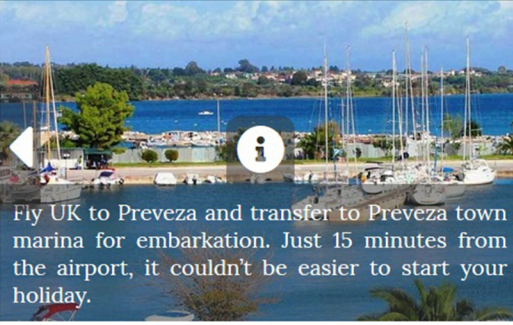 i
Fly UK to Preveza and transfer to Preveza town
marina for embarkation. Just 15 minutes from
the airport, it couldn't be easier to start your
holiday.